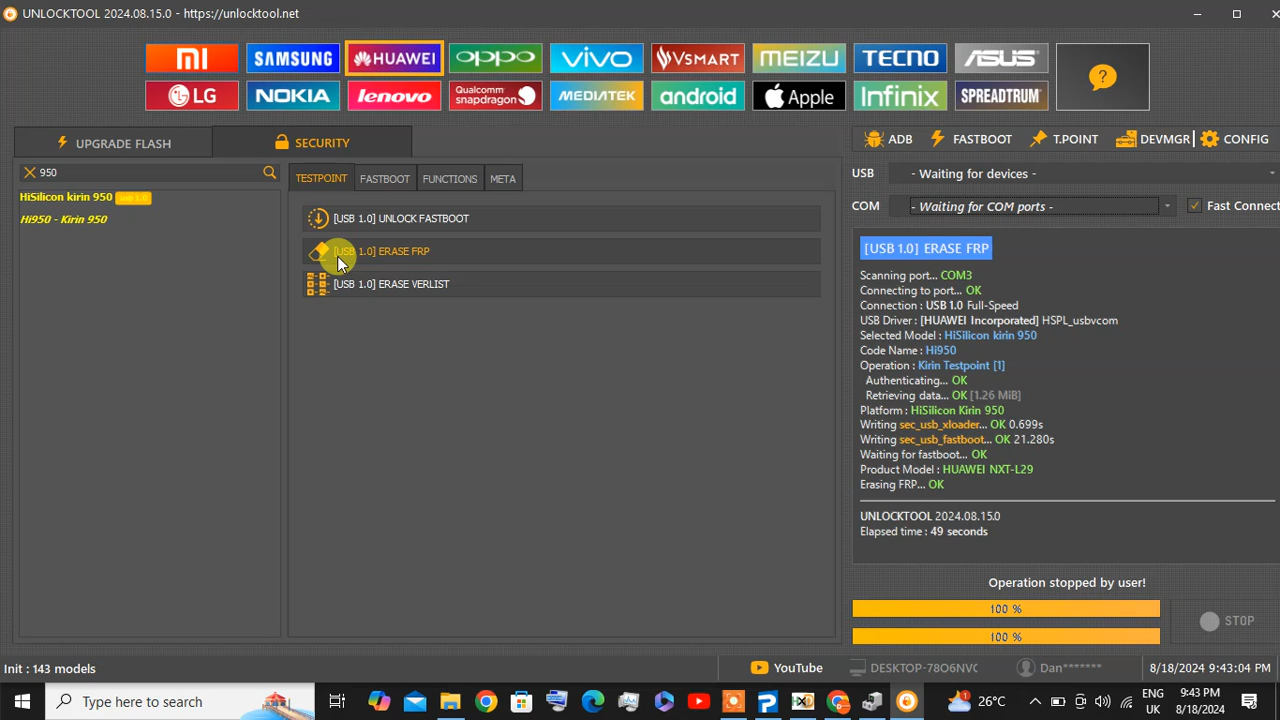 UNLOCKTOOL 2024.08.15.0 - https://unlocktool.net
mi SAMSUNG HUAWEI oppo vivo VSMART MEIZU TECNO ASUS ?
LG NOKIA lenovo Qualcomm snapdragon MEDIATEK android Apple Infinix SPREADTRUM
UPGRADE FLASH SECURITY
ADB FASTBOOT T.POINT DEVMGR CONFIG
950
TESTPOINT FASTBOOT FUNCTIONS META
USB - Waiting for devices -
HiSilicon kirin 950
Hi950 - Kirin 950
COM - Waiting for COM ports - Fast Connect
[USB 1.0] UNLOCK FASTBOOT
[USB 1.0] ERASE FRP
[USB 1.0] ERASE VERLIST
[USB 1.0] ERASE FRP
Scanning port... COM3
Connecting to port... OK
Connection : USB 1.0 Full-Speed
USB Driver : [HUAWEI Incorporated] HSPL_usbvcom
Selected Model : HiSilicon kirin 950
Code Name : Hi950
Operation : Kirin Testpoint [1]
Authenticating... OK
Retrieving data... OK [1.26 MiB]
Platform : HiSilicon Kirin 950
Writing sec_usb_xloader... OK 0.699s
Writing sec_usb_fastboot... OK 21.280s
Waiting for fastboot... OK
Product Model : HUAWEI NXT-L29
Erasing FRP... OK
UNLOCKTOOL 2024.08.15.0
Elapsed time : 49 seconds
Operation stopped by user!
100 %
STOP
100 %
Init : 143 models
YouTube DESKTOP-78O6NVC Dan******* 8/18/2024 9:43:04 PM
Type here to search
26°C
ENG
UK
9:43 PM
8/18/2024